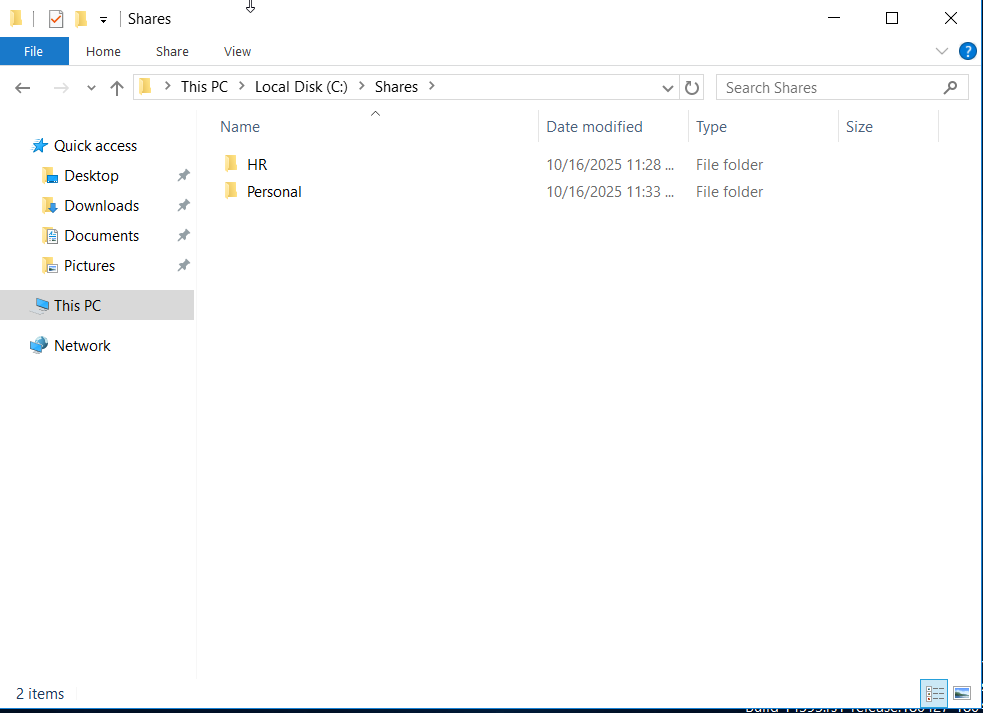 Shares
File Home Share View
This PC Local Disk (C:) Shares
Search Shares
Name Date modified Type Size
Quick access
Desktop
Downloads
Documents
Pictures
This PC
Network
HR 10/16/2025 11:28 ... File folder
Personal 10/16/2025 11:33 ... File folder
2 items